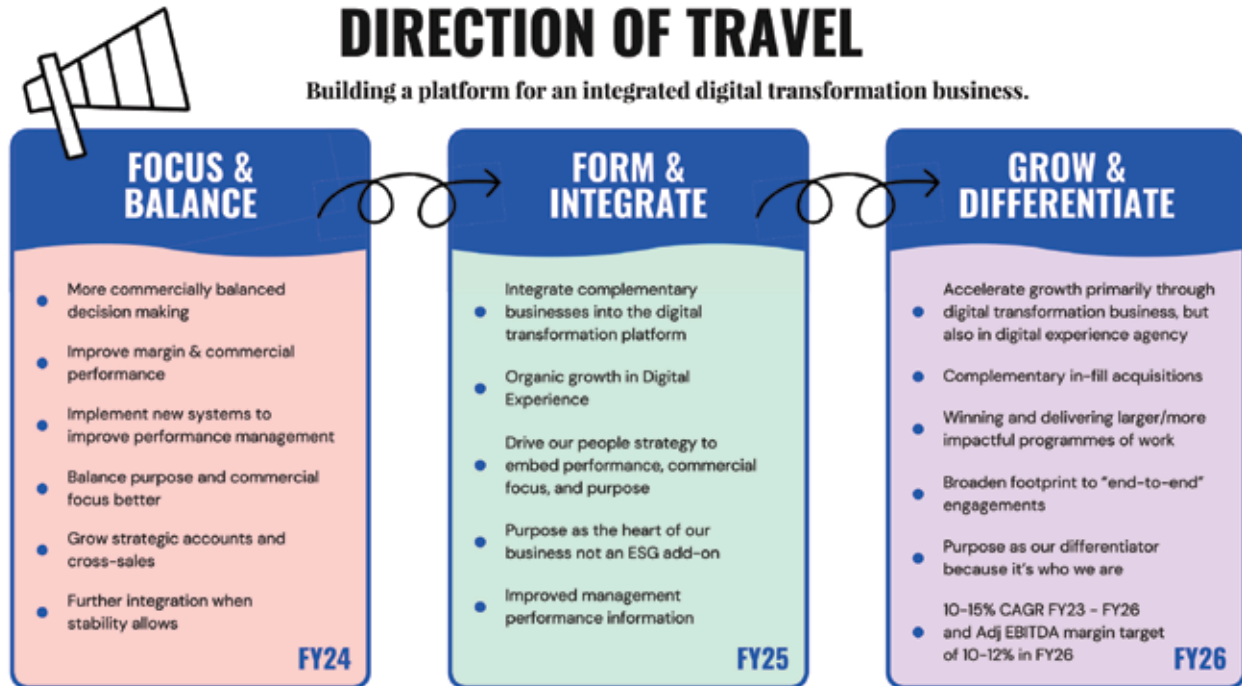 DIRECTION OF TRAVEL
Building a platform for an integrated digital transformation business.
FOCUS &
BALANCE
More commercially balanced
decision making
Improve margin & commercial
performance
Implement new systems to
improve performance management
Balance purpose and commercial
focus better
Grow strategic accounts and
cross-sales
Further integration when
stability allows
FY24
FORM &
INTEGRATE
Integrate complementary
businesses into the digital
transformation platform
Organic growth in Digital
Experience
Drive our people strategy to
embed performance, commercial
focus, and purpose
Purpose as the heart of our
business not an ESG add-on
Improved management
performance information
FY25
GROW &
DIFFERENTIATE
Accelerate growth primarily through
digital transformation business, but
also in digital experience agency
Complementary in-fill acquisitions
Winning and delivering larger/more
impactful programmes of work
Broaden footprint to “end-to-end”
engagements
Purpose as our differentiator
because it’s who we are
10-15% CAGR FY23 - FY26
and Adj EBITDA margin target
of 10-12% in FY26
FY26